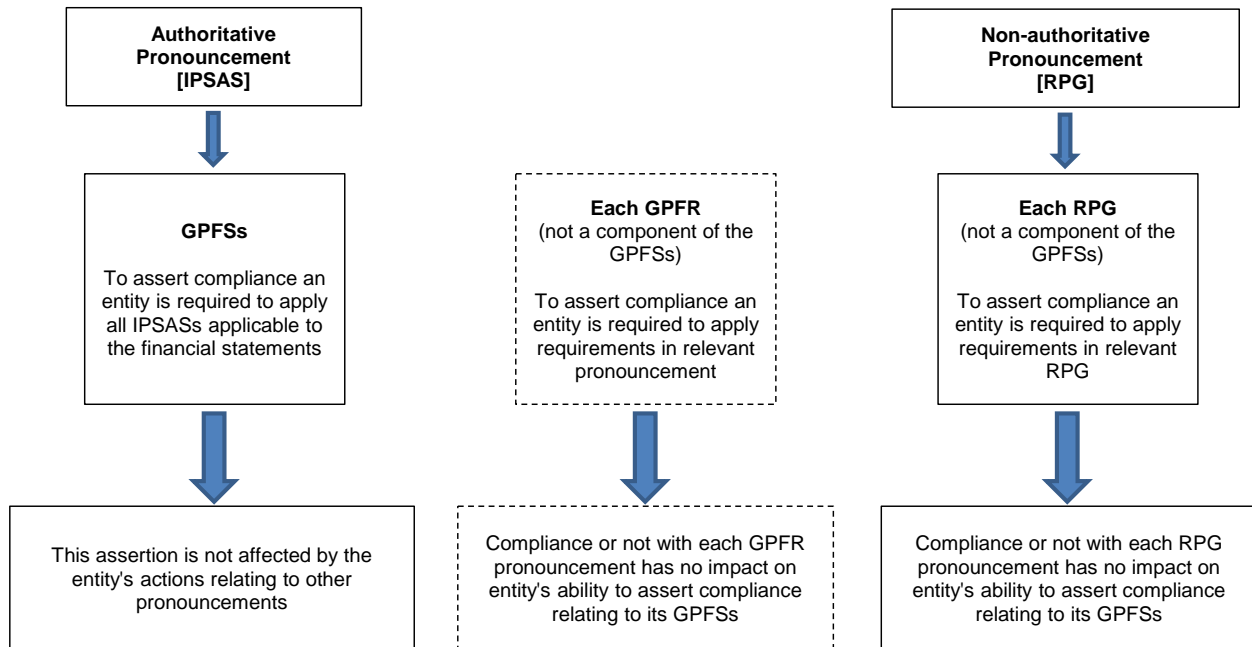 Authoritative
Pronouncement
[IPSAS]
Non-authoritative
Pronouncement
[RPG]
GPFSs
To assert compliance an
entity is required to apply
all IPSASs applicable to
the financial statements
Each GPFR
(not a component of the
GPFSs)
To assert compliance an
entity is required to apply
requirements in relevant
pronouncement
Each RPG
(not a component of the
GPFSs)
To assert compliance an
entity is required to apply
requirements in relevant
RPG
This assertion is not affected by the
entity's actions relating to other
pronouncements
Compliance or not with each GPFR
pronouncement has no impact on
entity's ability to assert compliance
relating to its GPFSs
Compliance or not with each RPG
pronouncement has no impact on
entity's ability to assert compliance
relating to its GPFSs